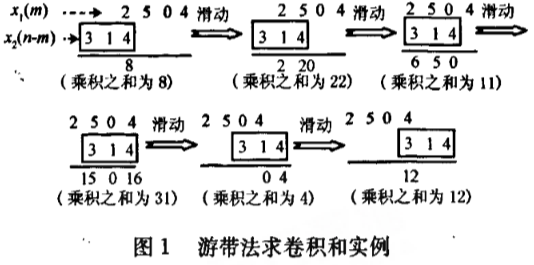 x₁(m) 2 5 0 4 滑动 2 5 0 4 滑动 2 5 0 4 滑动
x₂(n-m) 3 1 4 3 1 4 3 1 4
8 2 20 6 5 0
(乘积之和为 8) (乘积之和为 22) (乘积之和为 11)
2 5 0 4 滑动 2 5 0 4 滑动 2 5 0 4
3 1 4 3 1 4 3 1 4
15 0 16 0 4 12
(乘积之和为 31) (乘积之和为 4) (乘积之和为 12)
图 1 游带法求卷积和实例